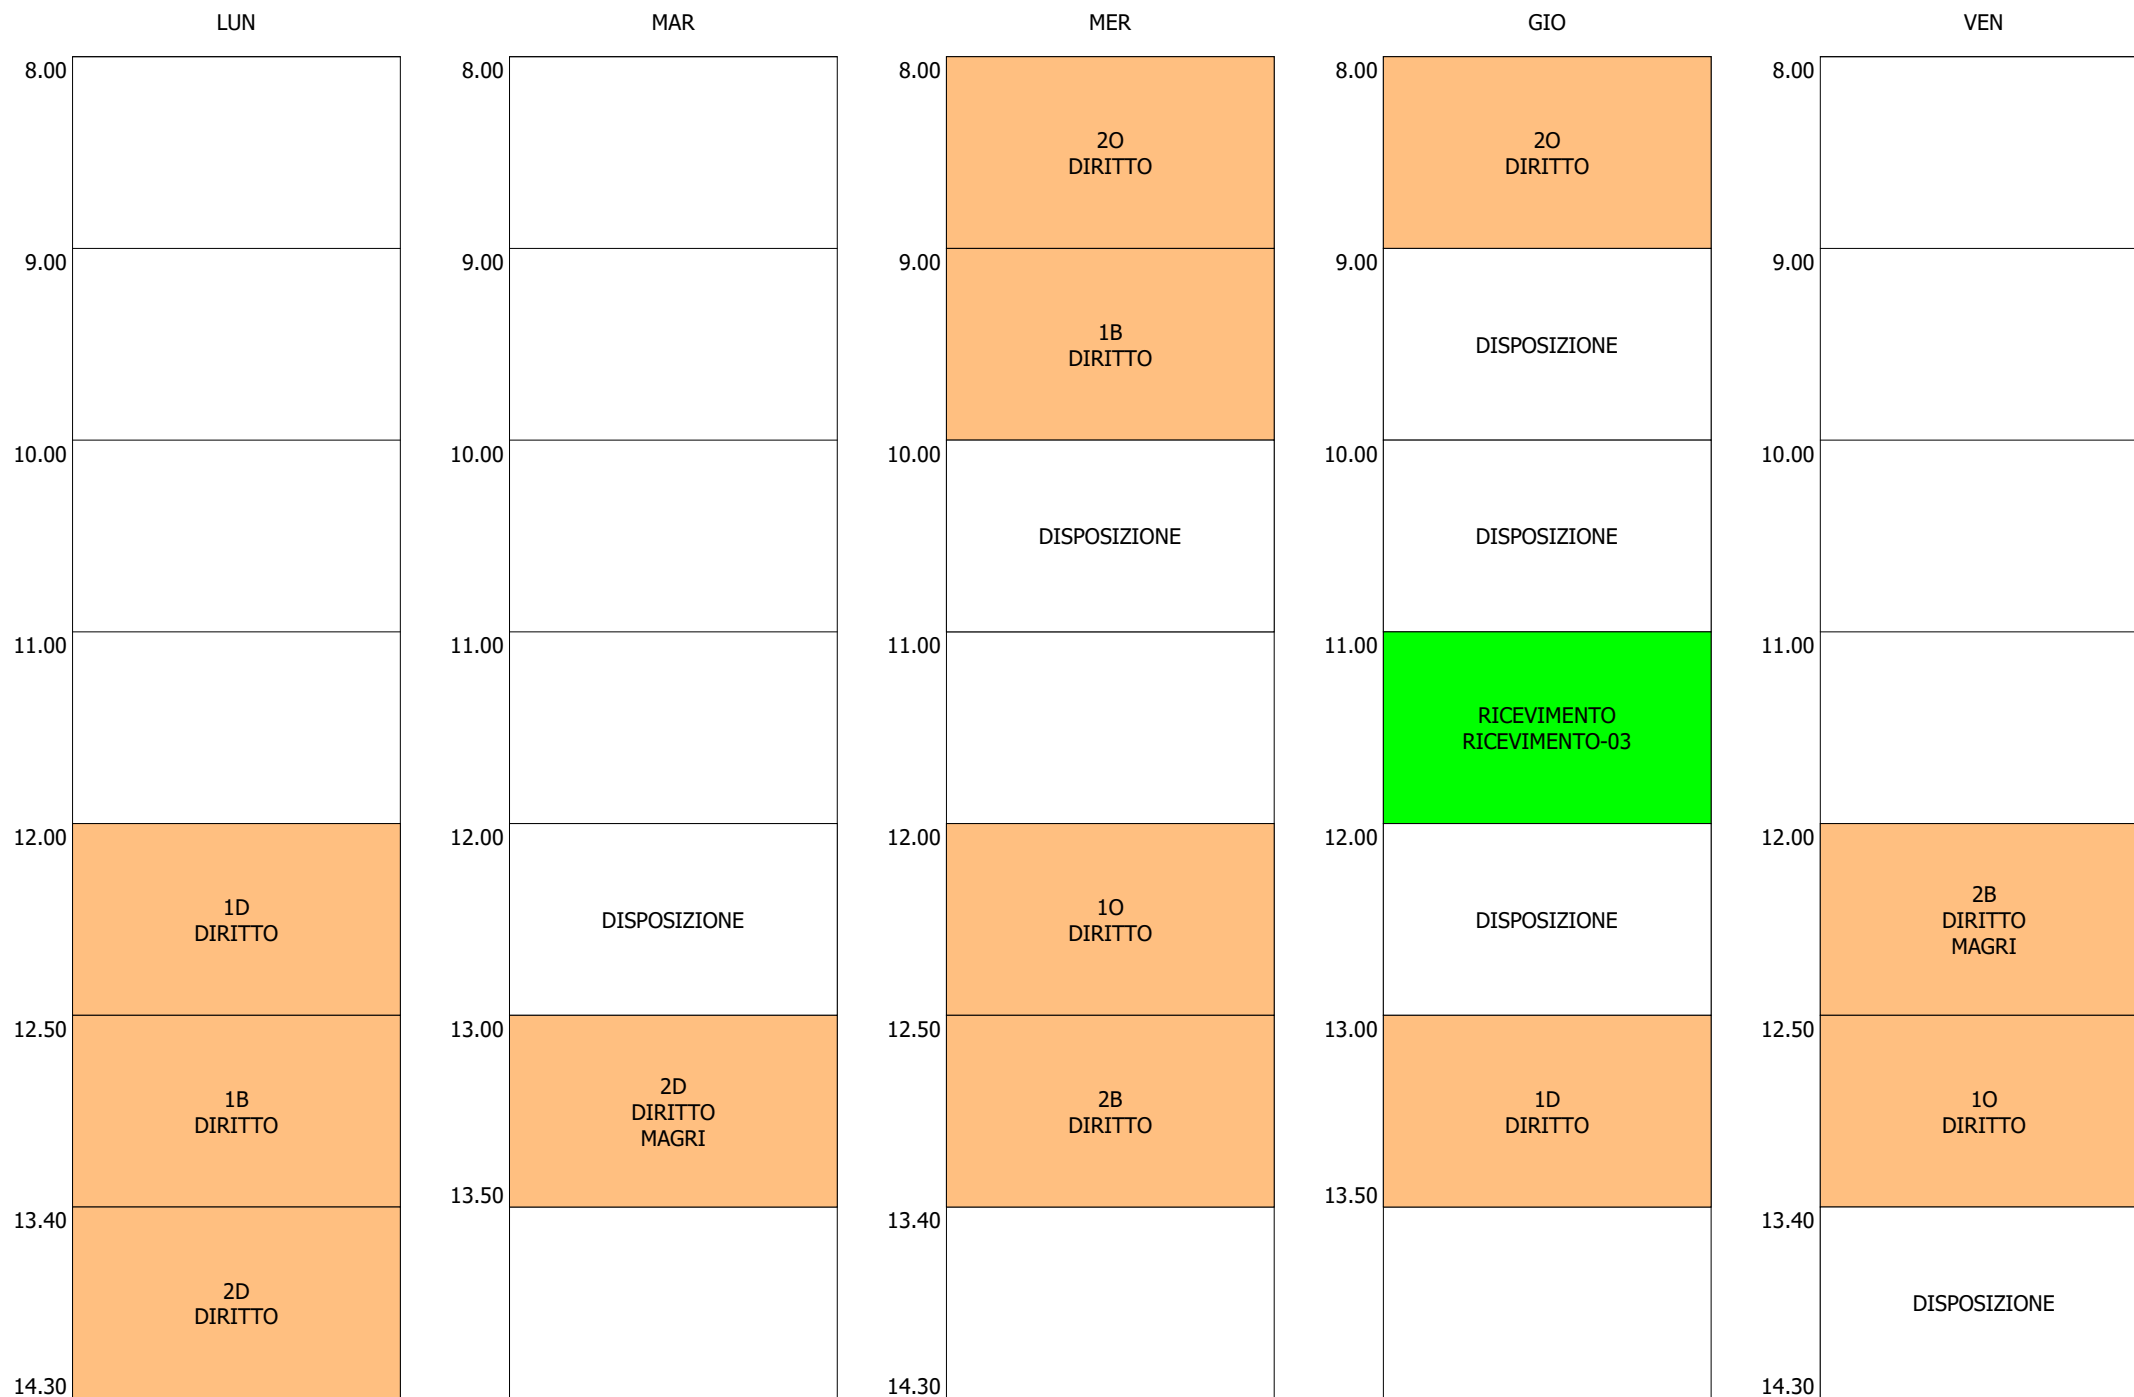 LUN
8.00
9.00
10.00
11.00
12.00
1D
DIRITTO
12.50
1B
DIRITTO
13.40
2D
DIRITTO
14.30
MAR
8.00
9.00
10.00
11.00
12.00
DISPOSIZIONE
13.00
2D
DIRITTO
MAGRI
13.50
MER
8.00
2O
DIRITTO
9.00
1B
DIRITTO
10.00
DISPOSIZIONE
11.00
12.00
1O
DIRITTO
12.50
2B
DIRITTO
13.40
14.30
GIO
8.00
2O
DIRITTO
9.00
DISPOSIZIONE
10.00
DISPOSIZIONE
11.00
RICEVIMENTO
RICEVIMENTO-03
12.00
DISPOSIZIONE
13.00
1D
DIRITTO
13.50
VEN
8.00
9.00
10.00
11.00
12.00
2B
DIRITTO
MAGRI
12.50
1O
DIRITTO
13.40
DISPOSIZIONE
14.30